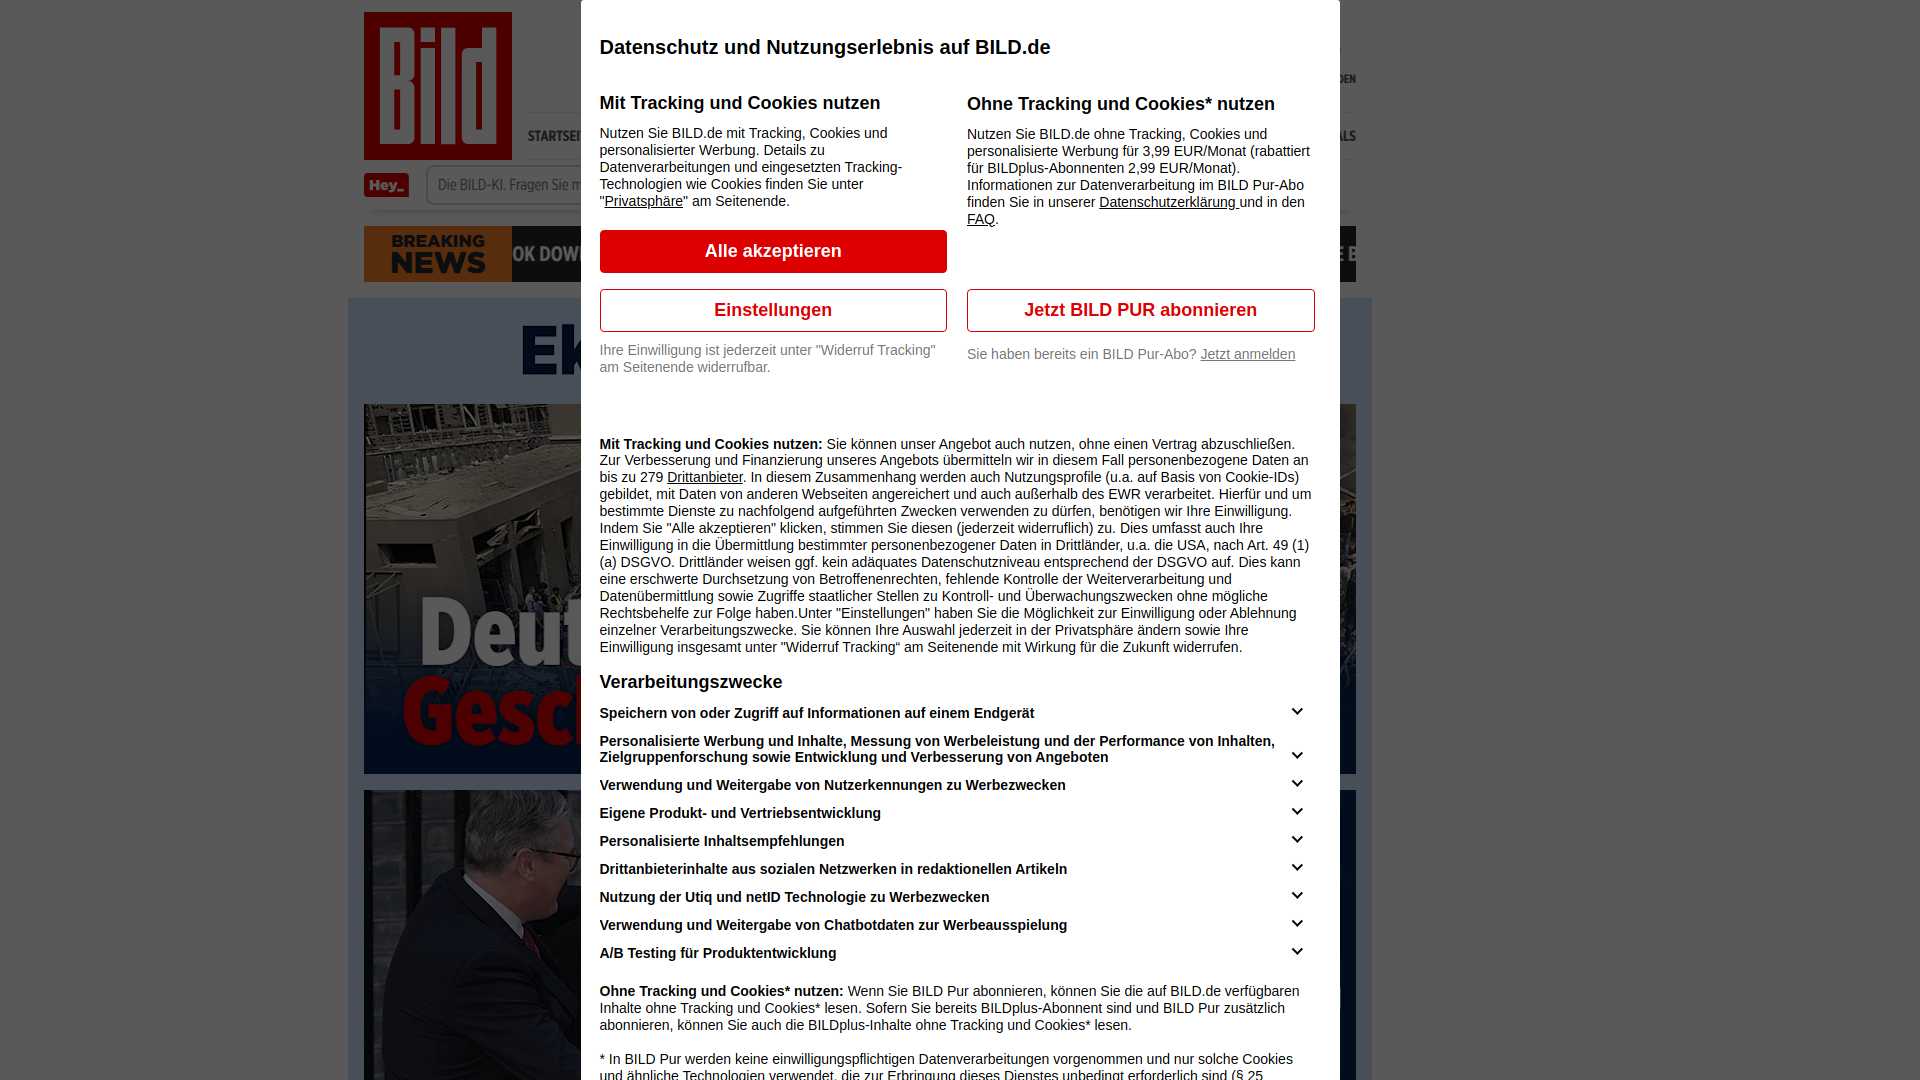 Bild
STARTSEI
DEN
ALS
Hey_
Die BILD-KI. Fragen Sie m
BREAKING
NEWS
OK DOW
E B
Ek
Deut
Gesc
Datenschutz und Nutzungserlebnis auf BILD.de
Mit Tracking und Cookies nutzen
Nutzen Sie BILD.de mit Tracking, Cookies und
personalisierter Werbung. Details zu
Datenverarbeitungen und eingesetzten Tracking-
Technologien wie Cookies finden Sie unter
"Privatsphäre" am Seitenende.
Alle akzeptieren
Einstellungen
Ihre Einwilligung ist jederzeit unter "Widerruf Tracking"
am Seitenende widerrufbar.
Ohne Tracking und Cookies* nutzen
Nutzen Sie BILD.de ohne Tracking, Cookies und
personalisierte Werbung für 3,99 EUR/Monat (rabattiert
für BILDplus-Abonnenten 2,99 EUR/Monat).
Informationen zur Datenverarbeitung im BILD Pur-Abo
finden Sie in unserer Datenschutzerklärung und in den
FAQ.
Jetzt BILD PUR abonnieren
Sie haben bereits ein BILD Pur-Abo? Jetzt anmelden
Mit Tracking und Cookies nutzen: Sie können unser Angebot auch nutzen, ohne einen Vertrag abzuschließen.
Zur Verbesserung und Finanzierung unseres Angebots übermitteln wir in diesem Fall personenbezogene Daten an
bis zu 279 Drittanbieter. In diesem Zusammenhang werden auch Nutzungsprofile (u.a. auf Basis von Cookie-IDs)
gebildet, mit Daten von anderen Webseiten angereichert und auch außerhalb des EWR verarbeitet. Hierfür und um
bestimmte Dienste zu nachfolgend aufgeführten Zwecken verwenden zu dürfen, benötigen wir Ihre Einwilligung.
Indem Sie "Alle akzeptieren" klicken, stimmen Sie diesen (jederzeit widerruflich) zu. Dies umfasst auch Ihre
Einwilligung in die Übermittlung bestimmter personenbezogener Daten in Drittländer, u.a. die USA, nach Art. 49 (1)
(a) DSGVO. Drittländer weisen ggf. kein adäquates Datenschutzniveau entsprechend der DSGVO auf. Dies kann
eine erschwerte Durchsetzung von Betroffenenrechten, fehlende Kontrolle der Weiterverarbeitung und
Datenübermittlung sowie Zugriffe staatlicher Stellen zu Kontroll- und Überwachungszwecken ohne mögliche
Rechtsbehelfe zur Folge haben.Unter "Einstellungen" haben Sie die Möglichkeit zur Einwilligung oder Ablehnung
einzelner Verarbeitungszwecke. Sie können Ihre Auswahl jederzeit in der Privatsphäre ändern sowie Ihre
Einwilligung insgesamt unter "Widerruf Tracking“ am Seitenende mit Wirkung für die Zukunft widerrufen.
Verarbeitungszwecke
Speichern von oder Zugriff auf Informationen auf einem Endgerät
Personalisierte Werbung und Inhalte, Messung von Werbeleistung und der Performance von Inhalten,
Zielgruppenforschung sowie Entwicklung und Verbesserung von Angeboten
Verwendung und Weitergabe von Nutzerkennungen zu Werbezwecken
Eigene Produkt- und Vertriebsentwicklung
Personalisierte Inhaltsempfehlungen
Drittanbieterinhalte aus sozialen Netzwerken in redaktionellen Artikeln
Nutzung der Utiq und netID Technologie zu Werbezwecken
Verwendung und Weitergabe von Chatbotdaten zur Werbeausspielung
A/B Testing für Produktentwicklung
Ohne Tracking und Cookies* nutzen: Wenn Sie BILD Pur abonnieren, können Sie die auf BILD.de verfügbaren
Inhalte ohne Tracking und Cookies* lesen. Sofern Sie bereits BILDplus-Abonnent sind und BILD Pur zusätzlich
abonnieren, können Sie auch die BILDplus-Inhalte ohne Tracking und Cookies* lesen.
* In BILD Pur werden keine einwilligungspflichtigen Datenverarbeitungen vorgenommen und nur solche Cookies
und ähnliche Technologien verwendet, die zur Erbringung dieses Dienstes unbedingt erforderlich sind (§ 25